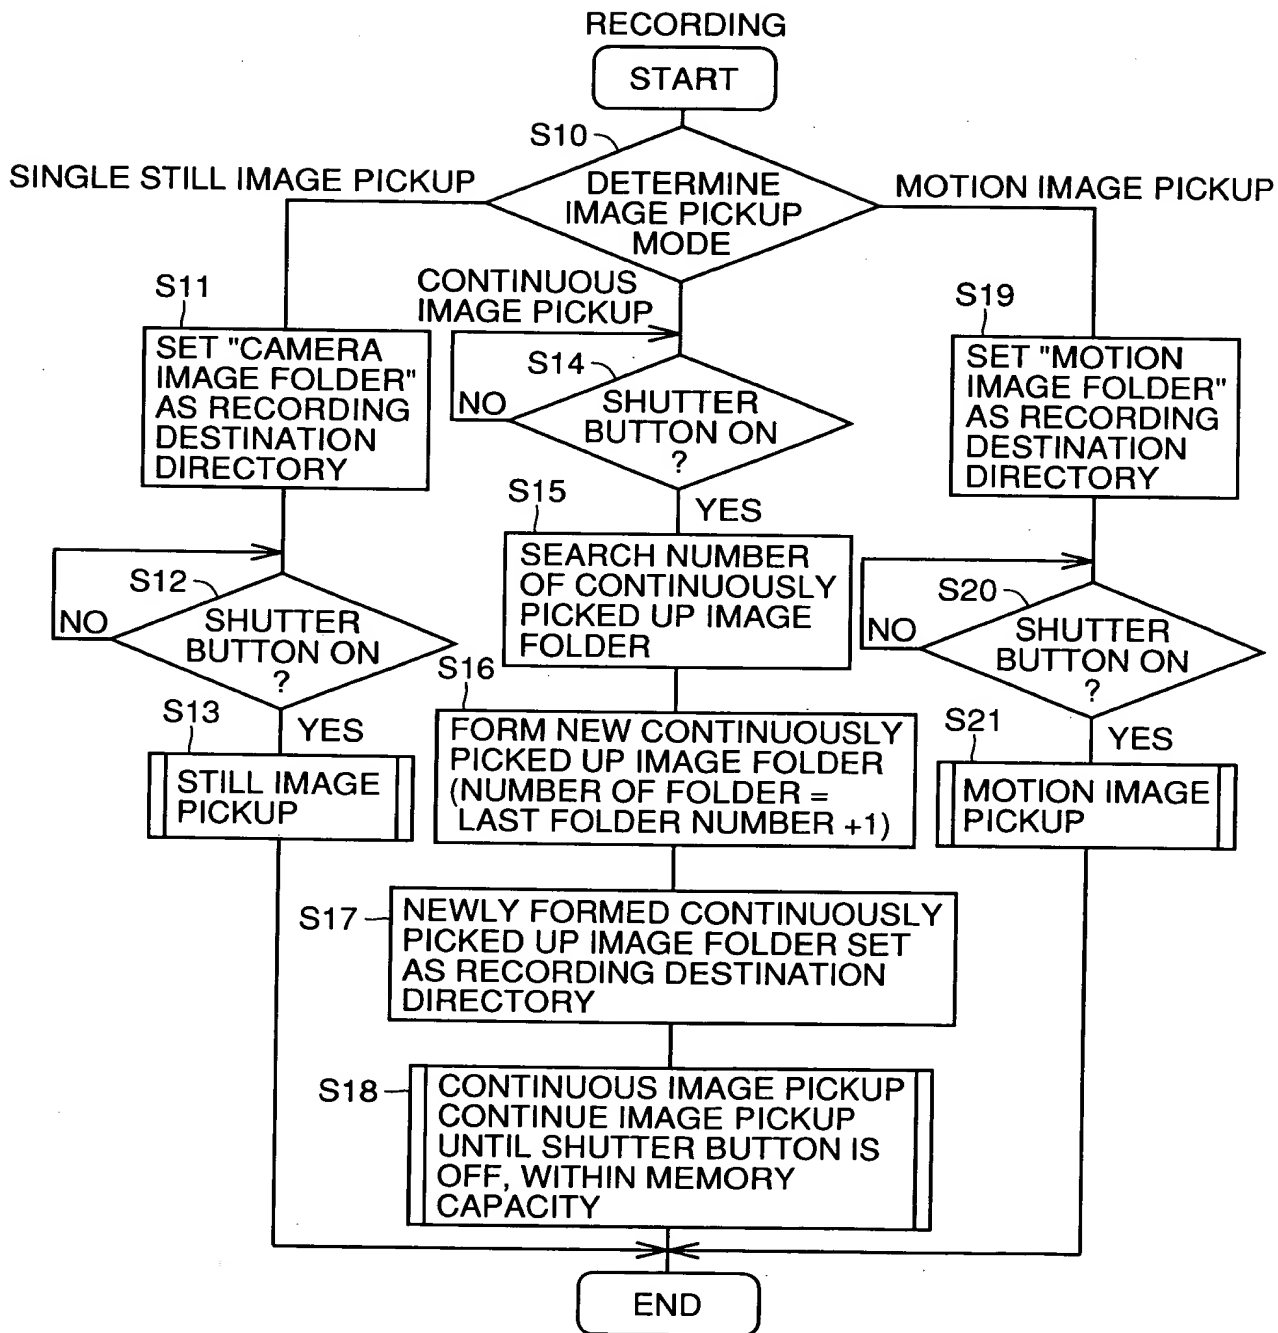 RECORDING
START
S10
DETERMINE
IMAGE PICKUP
MODE
SINGLE STILL IMAGE PICKUP
MOTION IMAGE PICKUP
CONTINUOUS
IMAGE PICKUP
S11
SET "CAMERA
IMAGE FOLDER"
AS RECORDING
DESTINATION
DIRECTORY
S12
NO
SHUTTER
BUTTON ON
?
YES
S13
STILL IMAGE
PICKUP
S14
NO
SHUTTER
BUTTON ON
?
YES
S15
SEARCH NUMBER
OF CONTINUOUSLY
PICKED UP IMAGE
FOLDER
S16
FORM NEW CONTINUOUSLY
PICKED UP IMAGE FOLDER
(NUMBER OF FOLDER =
LAST FOLDER NUMBER +1)
S17
NEWLY FORMED CONTINUOUSLY
PICKED UP IMAGE FOLDER SET
AS RECORDING DESTINATION
DIRECTORY
S18
CONTINUOUS IMAGE PICKUP
CONTINUE IMAGE PICKUP
UNTIL SHUTTER BUTTON IS
OFF, WITHIN MEMORY
CAPACITY
S19
SET "MOTION
IMAGE FOLDER"
AS RECORDING
DESTINATION
DIRECTORY
S20
NO
SHUTTER
BUTTON ON
?
YES
S21
MOTION IMAGE
PICKUP
END